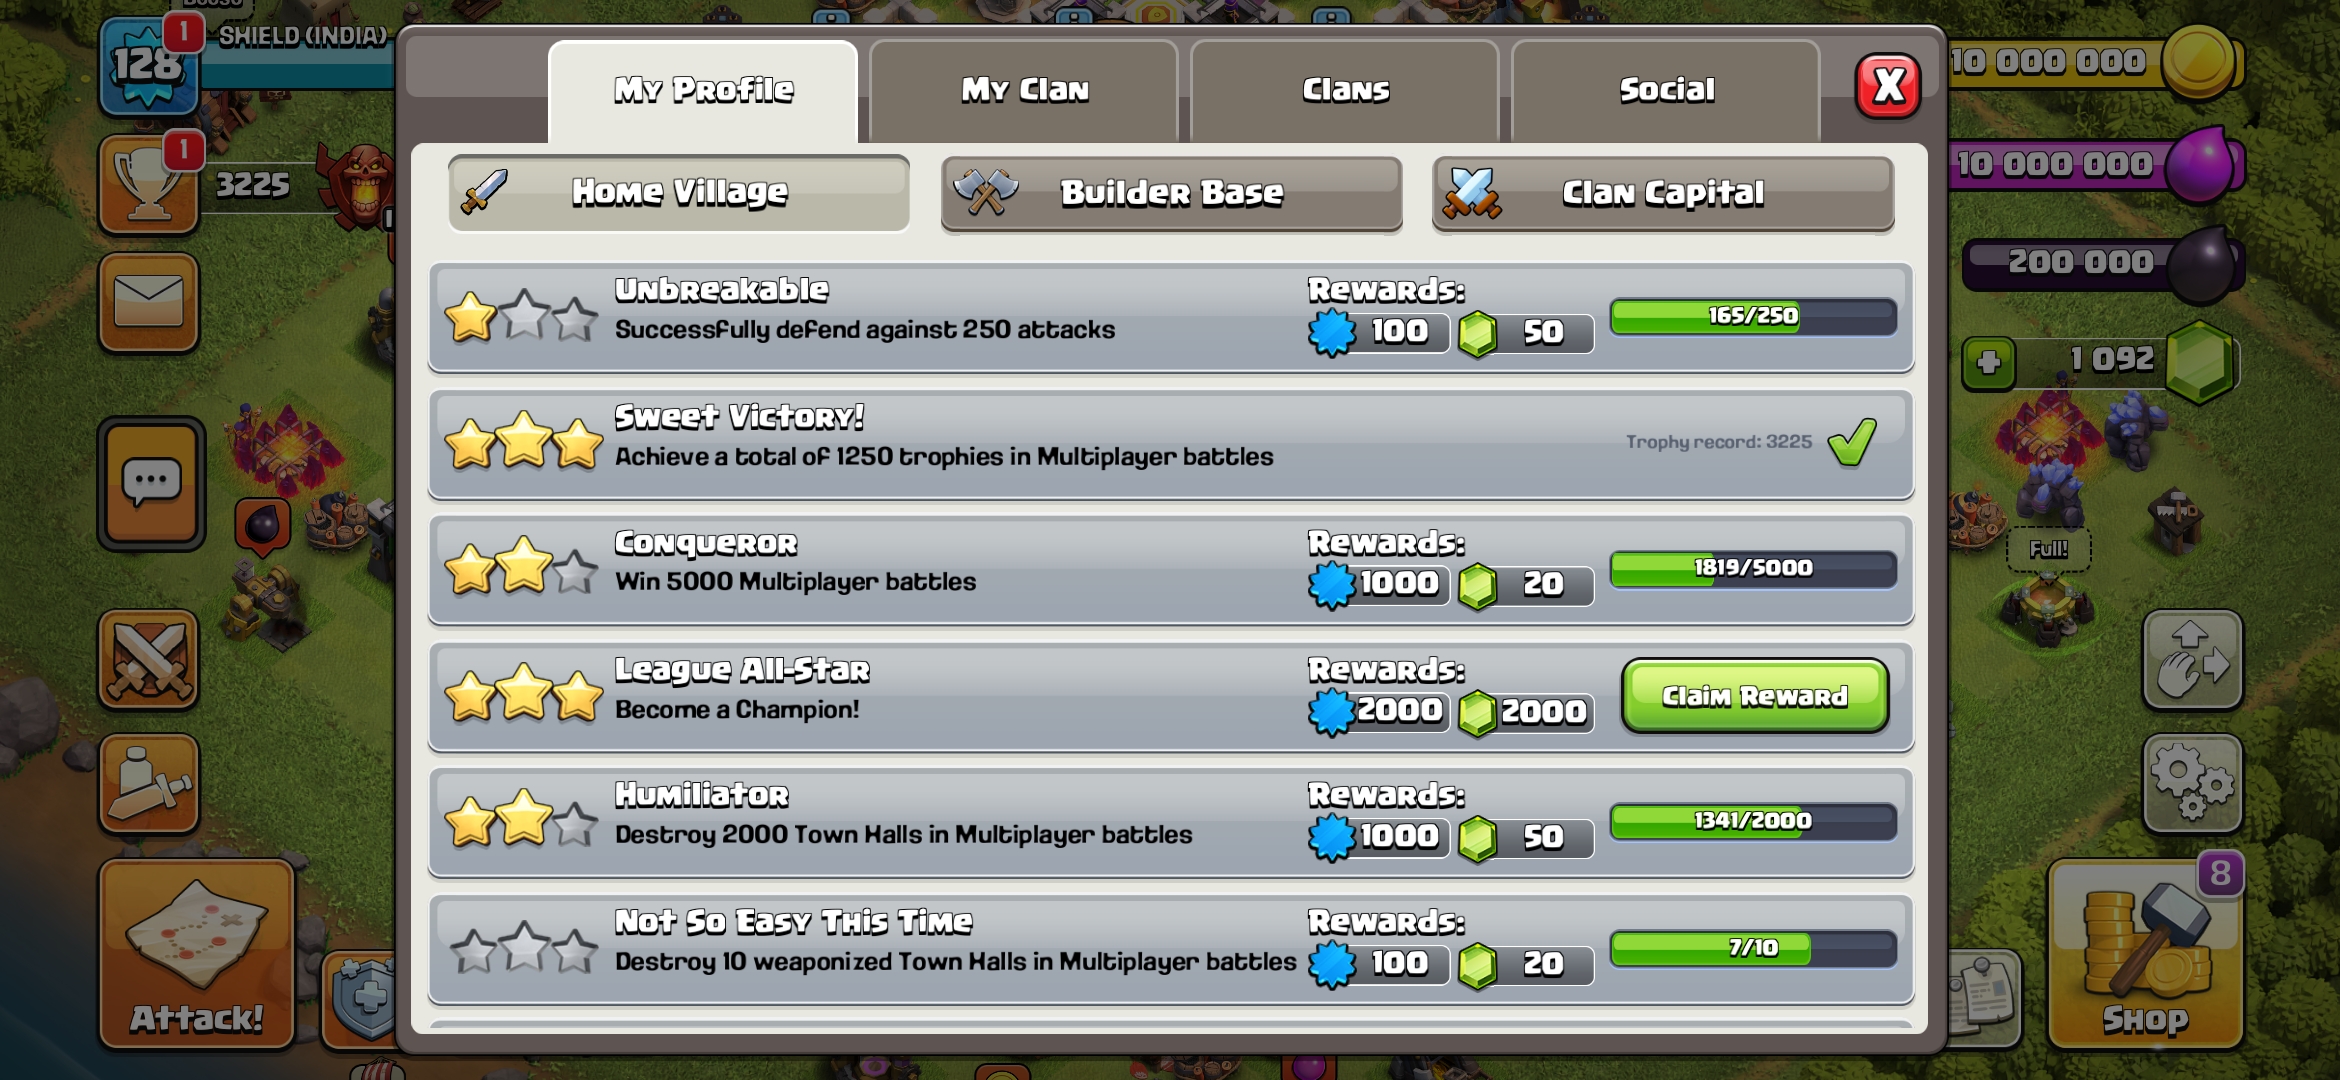 128
1
SHIELD (INDIA)
My Profile
My Clan
Clans
Social
X
10 000 000
1
3225
Home Village
Builder Base
Clan Capital
10 000 000
200 000
1 092
Unbreakable
Successfully defend against 250 attacks
Rewards:
100
50
165/250
Sweet Victory!
Achieve a total of 1250 trophies in Multiplayer battles
Trophy record: 3225
Conqueror
Win 5000 Multiplayer battles
Rewards:
1000
20
1819/5000
Full!
League All-Star
Become a Champion!
Rewards:
2000
2000
Claim Reward
Humiliator
Destroy 2000 Town Halls in Multiplayer battles
Rewards:
1000
50
1341/2000
Not So Easy This Time
Destroy 10 weaponized Town Halls in Multiplayer battles
Rewards:
100
20
7/10
Attack!
8
Shop